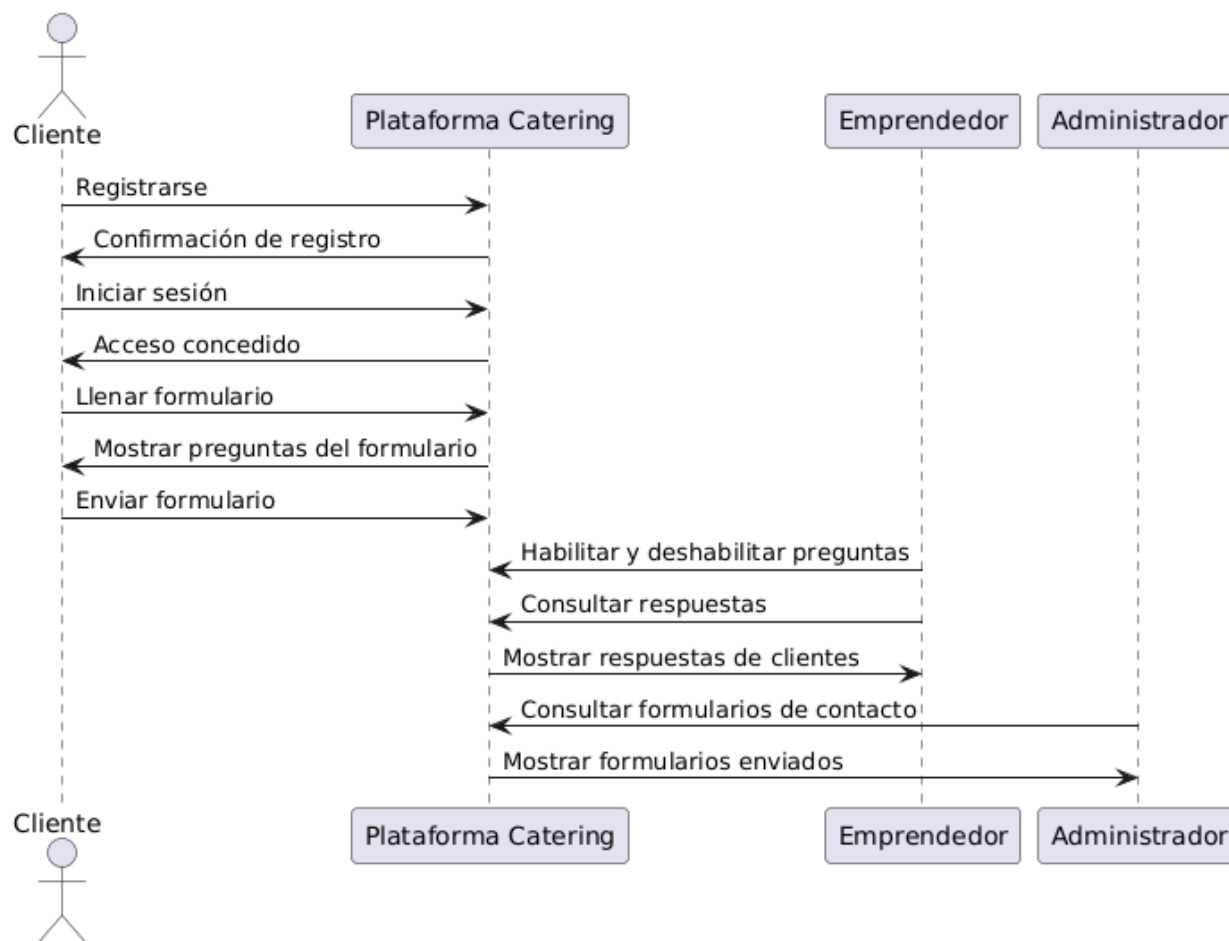 Cliente
Plataforma Catering
Emprendedor
Administrador
Registrarse
Confirmación de registro
Iniciar sesión
Acceso concedido
Llenar formulario
Mostrar preguntas del formulario
Enviar formulario
Habilitar y deshabilitar preguntas
Consultar respuestas
Mostrar respuestas de clientes
Consultar formularios de contacto
Mostrar formularios enviados
Cliente
Plataforma Catering
Emprendedor
Administrador